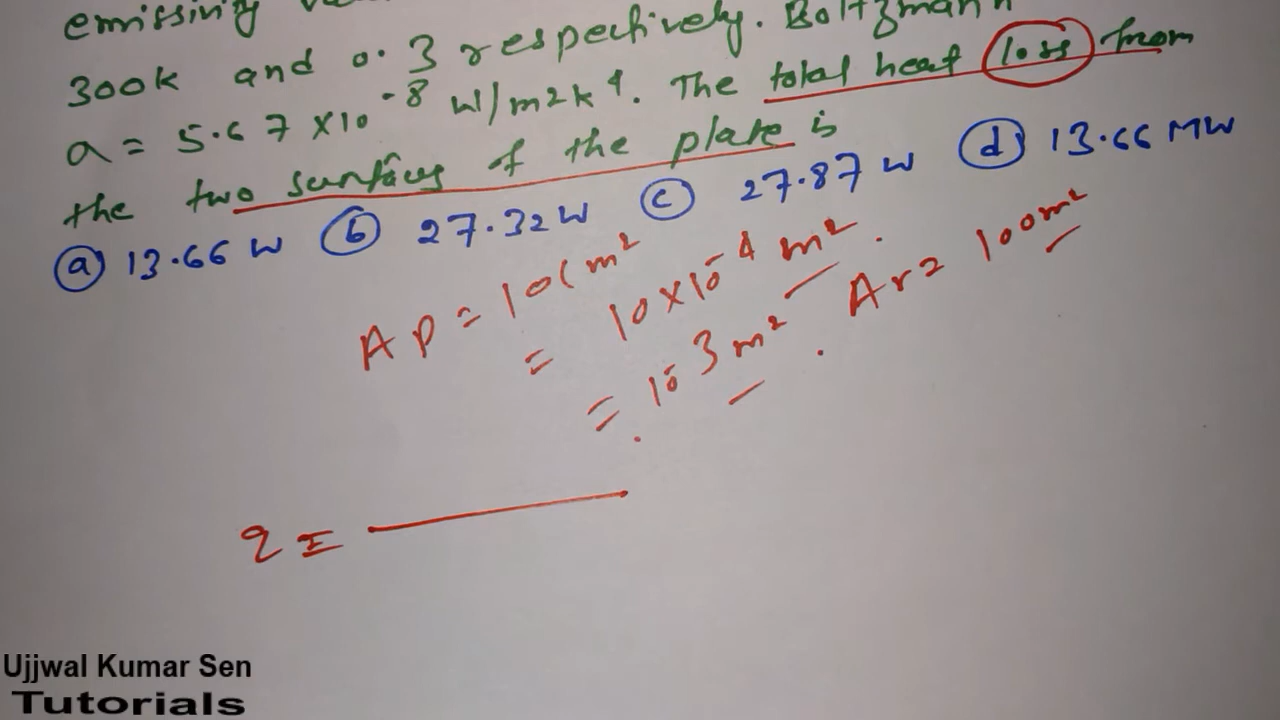 emissivity
300k and 0.3 respectively. Boltzmann
a = 5.67 x10-8 W/m2k4. The total heat loss from
the two surfaces of the plate is
(a) 13.66 W (b) 27.32W (c) 27.87 W (d) 13.66 MW
Ap = 10 cm²
= 10x10-4 m². Ar = 100m²
= 10-3 m².
q =
Ujjwal Kumar Sen
Tutorials